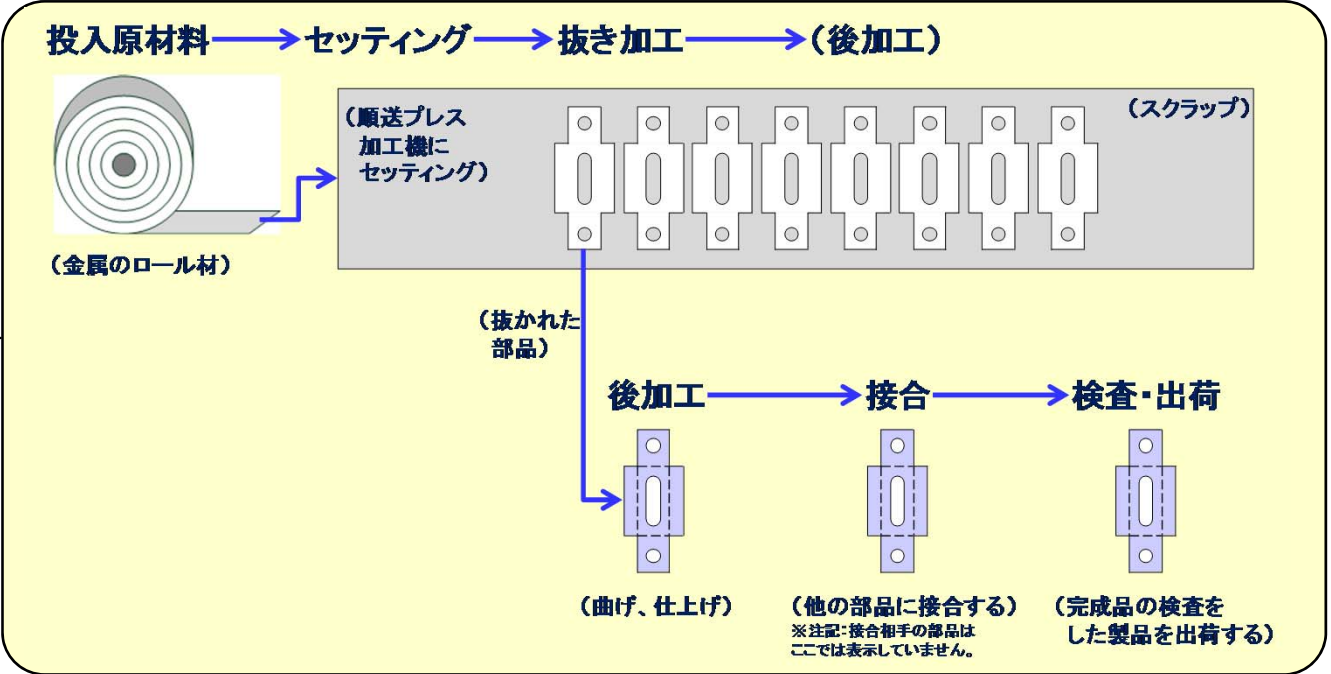 投入原材料 セッティング 抜き加工 (後加工)
(順送プレス
加工機に
セッティング)
(スクラップ)
(金属のロール材)
(抜かれた
部品)
後加工 接合 検査・出荷
(曲げ、仕上げ)
(他の部品に接合する)
※注記:接合相手の部品は
ここでは表示していません。
(完成品の検査を
した製品を出荷する)